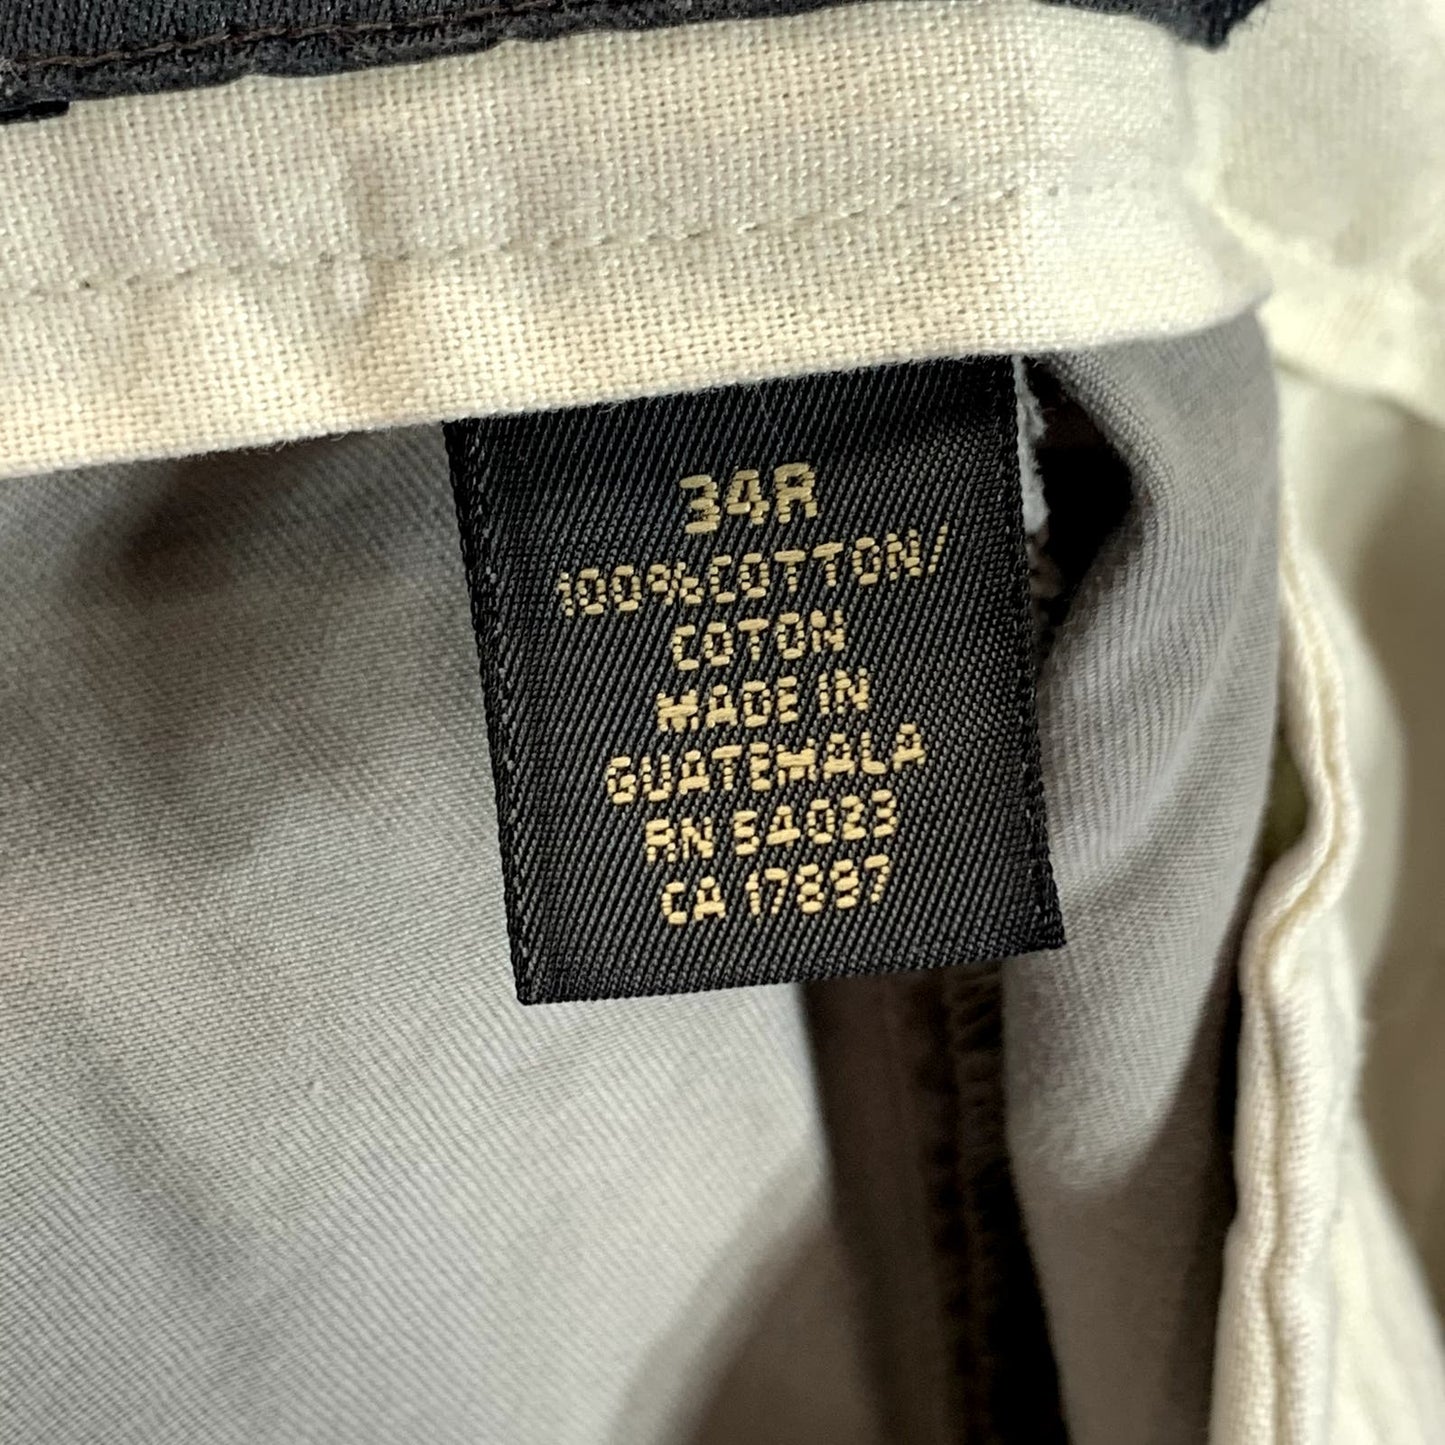 34R
100%COTTON/
COTON
MADE IN
GUATEMALA
RN 54023
CA 17897